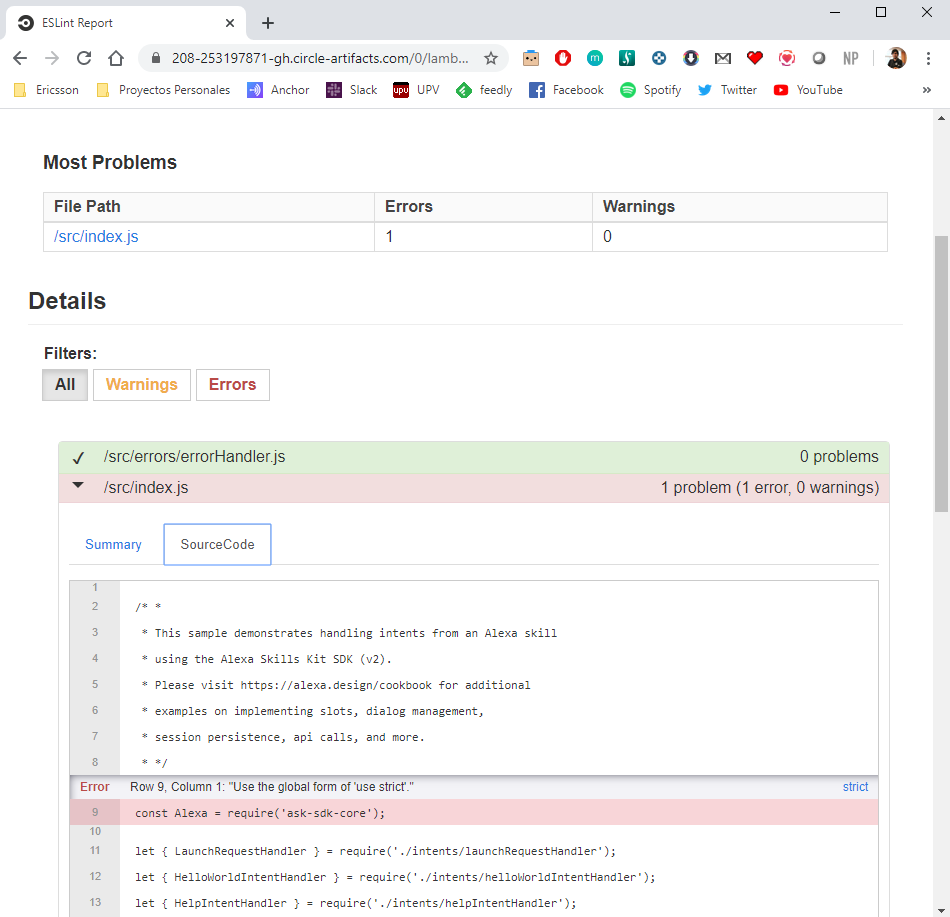 ESLint Report
208-253197871-gh.circle-artifacts.com/0/lamb...
m
NP
Ericsson
Proyectos Personales
Anchor
Slack
upv UPV
feedly
Facebook
Spotify
Twitter
YouTube
»
Most Problems
File Path Errors Warnings
/src/index.js 1 0
Details
Filters:
All Warnings Errors
/src/errors/errorHandler.js 0 problems
/src/index.js 1 problem (1 error, 0 warnings)
Summary SourceCode
1
2 /* *
3 * This sample demonstrates handling intents from an Alexa skill
4 * using the Alexa Skills Kit SDK (v2).
5 * Please visit https://alexa.design/cookbook for additional
6 * examples on implementing slots, dialog management,
7 * session persistence, api calls, and more.
8 * */
Error Row 9, Column 1: "Use the global form of 'use strict'." strict
9 const Alexa = require('ask-sdk-core');
10
11 let { LaunchRequestHandler } = require('./intents/launchRequestHandler');
12 let { HelloWorldIntentHandler } = require('./intents/helloWorldIntentHandler');
13 let { HelpIntentHandler } = require('./intents/helpIntentHandler');